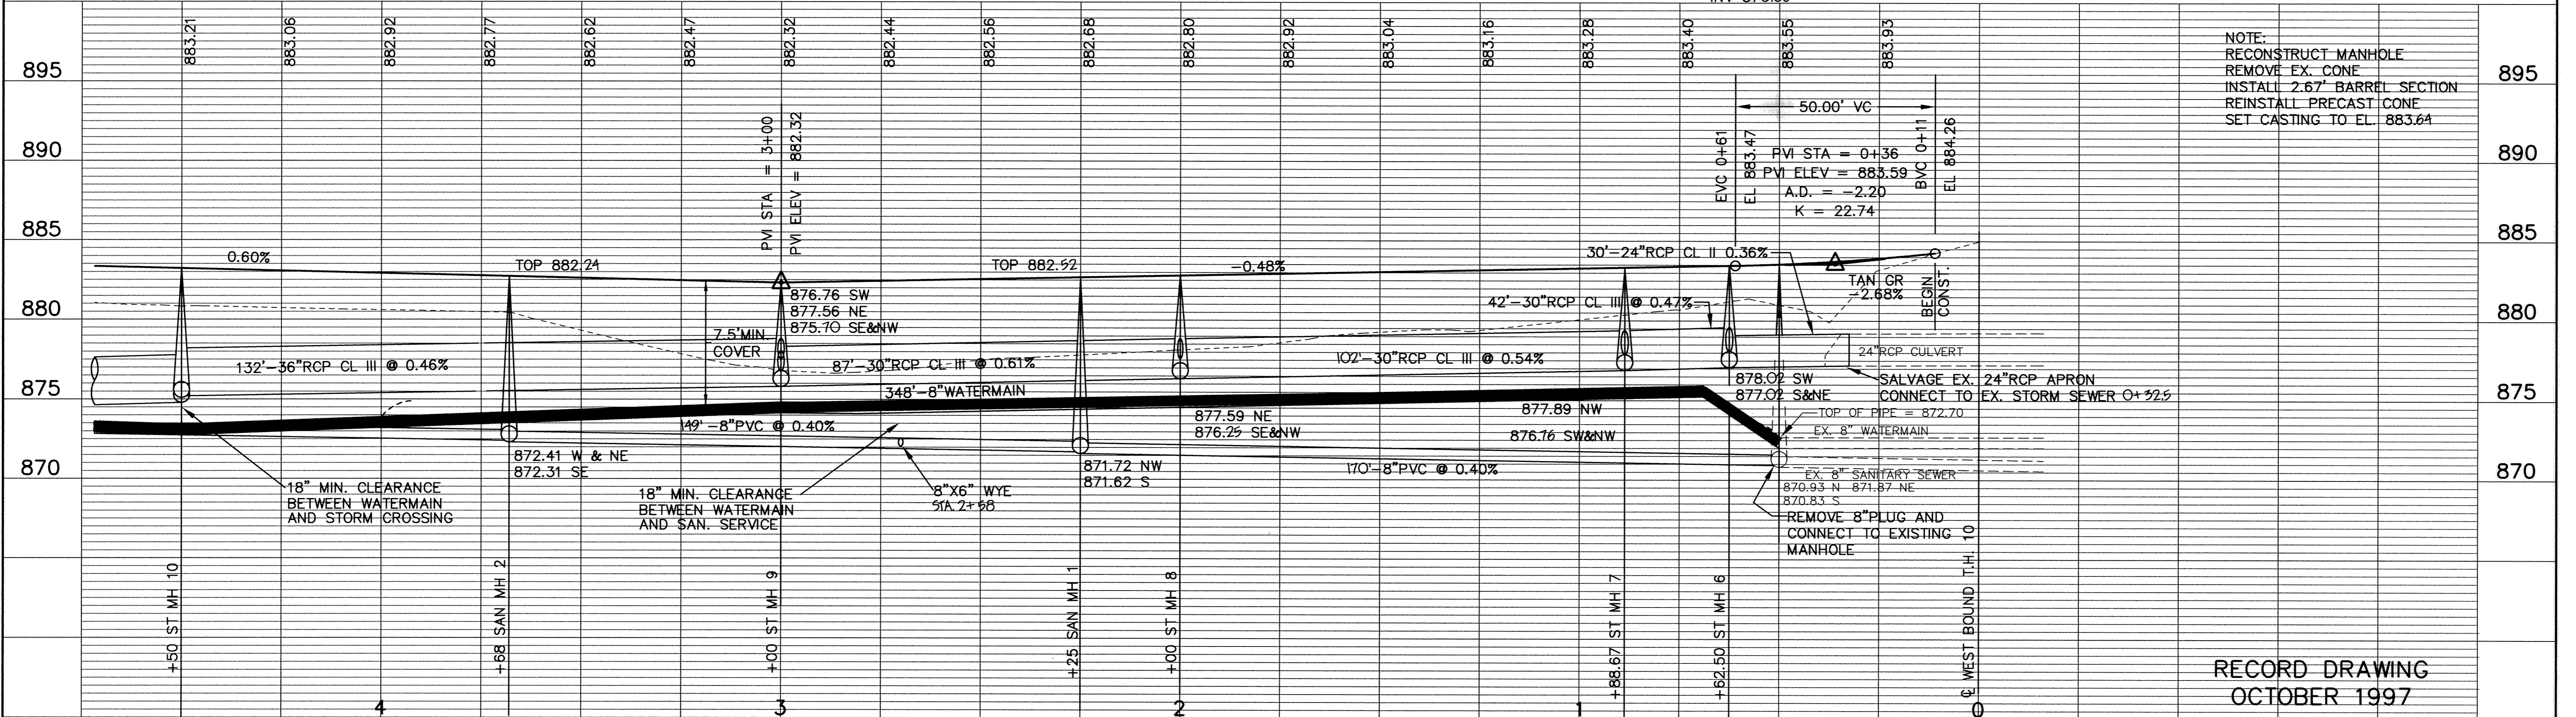 883.21
883.06
882.92
882.77
882.62
882.47
882.32
882.44
882.56
882.68
882.80
882.92
883.04
883.16
883.28
883.40
883.55
883.93
NOTE:
RECONSTRUCT MANHOLE
REMOVE EX. CONE
INSTALL 2.67' BARREL SECTION
REINSTALL PRECAST CONE
SET CASTING TO EL. 883.64
895
895
890
890
885
885
880
880
875
875
870
870
PVI STA = 3+00
PVI ELEV = 882.32
50.00' VC
EVC 0+61
EL 883.47
PVI STA = 0+36
PVI ELEV = 883.59
A.D. = -2.20
K = 22.74
BVC 0+11
EL 884.26
0.60%
TOP 882.24
TOP 882.52
-0.48%
30'-24"RCP CL II 0.36%
TAN GR
-2.68%
BEGIN
CONST.
876.76 SW
877.56 NE
875.70 SE&NW
7.5'MIN.
COVER
42'-30"RCP CL III @ 0.47%
132'-36"RCP CL III @ 0.46%
87'-30"RCP CL III @ 0.61%
102'-30"RCP CL III @ 0.54%
24"RCP CULVERT
348'-8"WATERMAIN
878.02 SW
877.02 S&NE
SALVAGE EX. 24"RCP APRON
CONNECT TO EX. STORM SEWER 0+32.5
149'-8"PVC @ 0.40%
877.59 NE
876.25 SE&NW
877.89 NW
876.76 SW&NW
TOP OF PIPE = 872.70
EX. 8" WATERMAIN
872.41 W & NE
872.31 SE
871.72 NW
871.62 S
170'-8"PVC @ 0.40%
EX. 8" SANITARY SEWER
870.93 N 871.87 NE
870.83 S
18" MIN. CLEARANCE
BETWEEN WATERMAIN
AND STORM CROSSING
18" MIN. CLEARANCE
BETWEEN WATERMAIN
AND SAN. SERVICE
8"X6" WYE
STA. 2+58
REMOVE 8"PLUG AND
CONNECT TO EXISTING
MANHOLE
+50 ST MH 10
+68 SAN MH 2
+00 ST MH 9
+25 SAN MH 1
+00 ST MH 8
+88.67 ST MH 7
+62.50 ST MH 6
℄ WEST BOUND T.H. 10
4
3
2
1
0
RECORD DRAWING
OCTOBER 1997